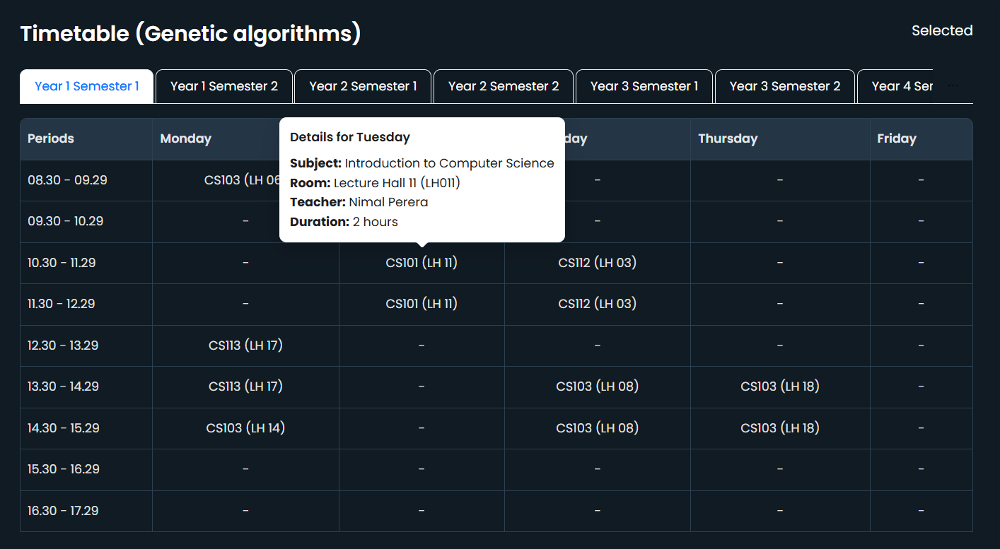 Timetable (Genetic algorithms)
Selected
Year 1 Semester 1 Year 1 Semester 2 Year 2 Semester 1 Year 2 Semester 2 Year 3 Semester 1 Year 3 Semester 2 Year 4 Ser ...
Periods Monday day Thursday Friday
Details for Tuesday
Subject: Introduction to Computer Science
Room: Lecture Hall 11 (LH011)
Teacher: Nimal Perera
Duration: 2 hours
08.30 - 09.29 CS103 (LH 06 - - -
09.30 - 10.29 - - - -
10.30 - 11.29 - CS101 (LH 11) CS112 (LH 03) - -
11.30 - 12.29 - CS101 (LH 11) CS112 (LH 03) - -
12.30 - 13.29 CS113 (LH 17) - - - -
13.30 - 14.29 CS113 (LH 17) - CS103 (LH 08) CS103 (LH 18) -
14.30 - 15.29 CS103 (LH 14) - CS103 (LH 08) CS103 (LH 18) -
15.30 - 16.29 - - - - -
16.30 - 17.29 - - - - -